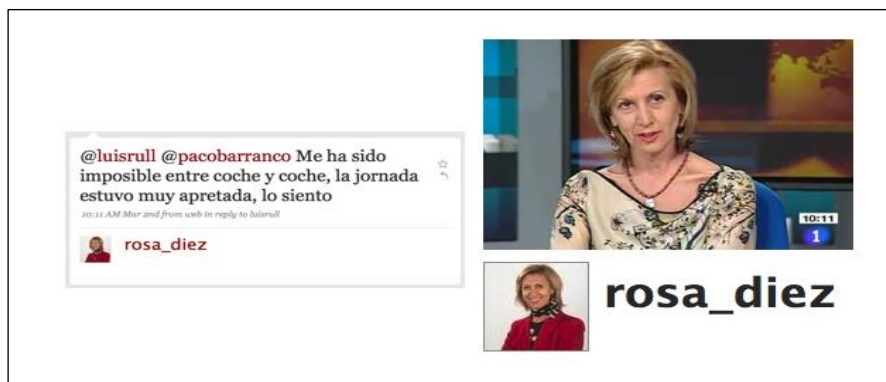 @luisrull @pacobarranco Me ha sido
imposible entre coche y coche, la jornada
estuvo muy apretada, lo siento
10:11 AM Mar 2nd from web in reply to luisrull
rosa_diez
10:11
1
rosa_diez